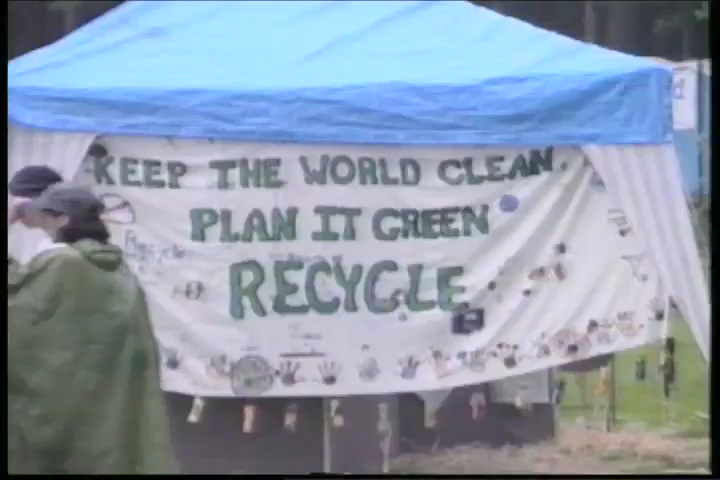 KEEP THE WORLD CLEAN.
PLAN IT GREEN
RECYCLE